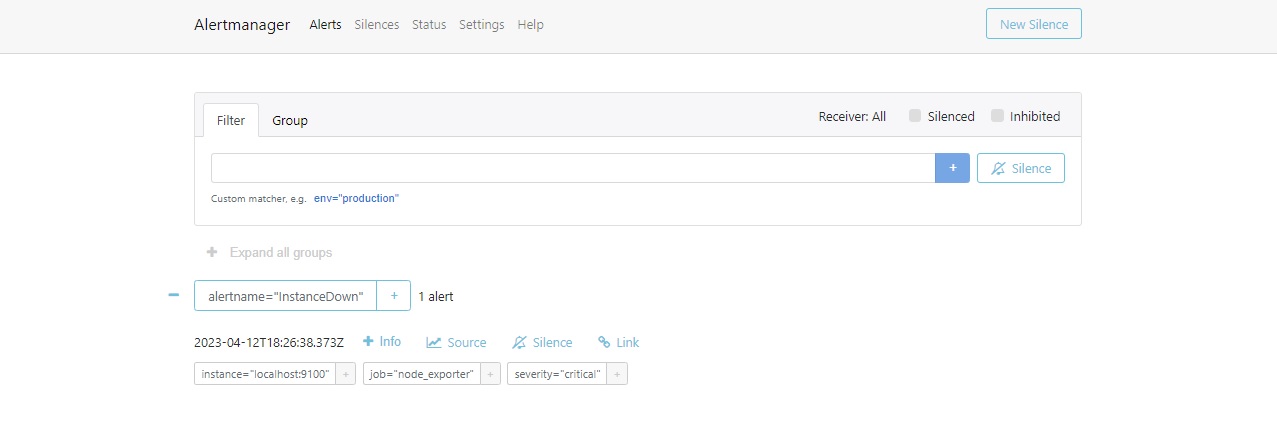 Alertmanager Alerts Silences Status Settings Help New Silence
Filter Group Receiver: All Silenced Inhibited
+ Silence
Custom matcher, e.g. env="production"
+ Expand all groups
− alertname="InstanceDown" + 1 alert
2023-04-12T18:26:38.373Z + Info Source Silence Link
instance="localhost:9100" + job="node_exporter" + severity="critical" +